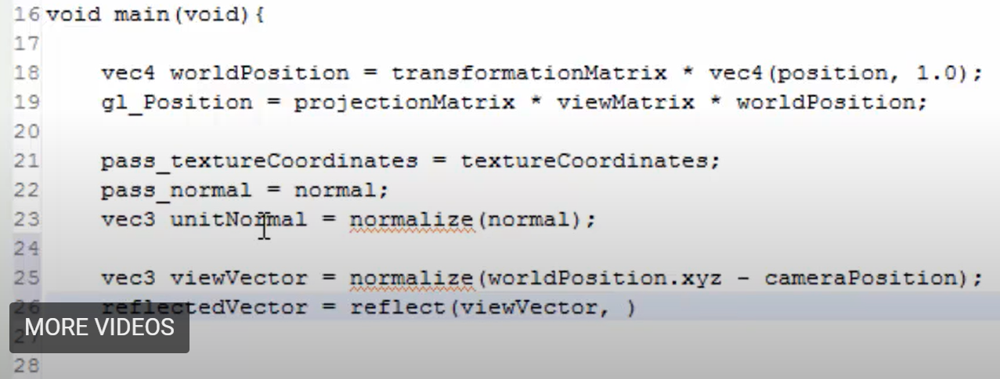 16 void main(void){
17
18 vec4 worldPosition = transformationMatrix * vec4(position, 1.0);
19 gl_Position = projectionMatrix * viewMatrix * worldPosition;
20
21 pass_textureCoordinates = textureCoordinates;
22 pass_normal = normal;
23 vec3 unitNormal = normalize(normal);
24
25 vec3 viewVector = normalize(worldPosition.xyz - cameraPosition);
26 reflectedVector = reflect(viewVector, )
MORE VIDEOS
27
28